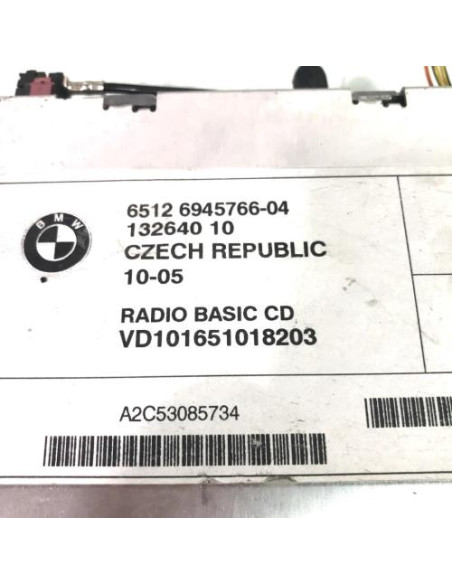 BMW
6512 6945766-04
132640 10
CZECH REPUBLIC
10-05
RADIO BASIC CD
VD101651018203
A2C53085734